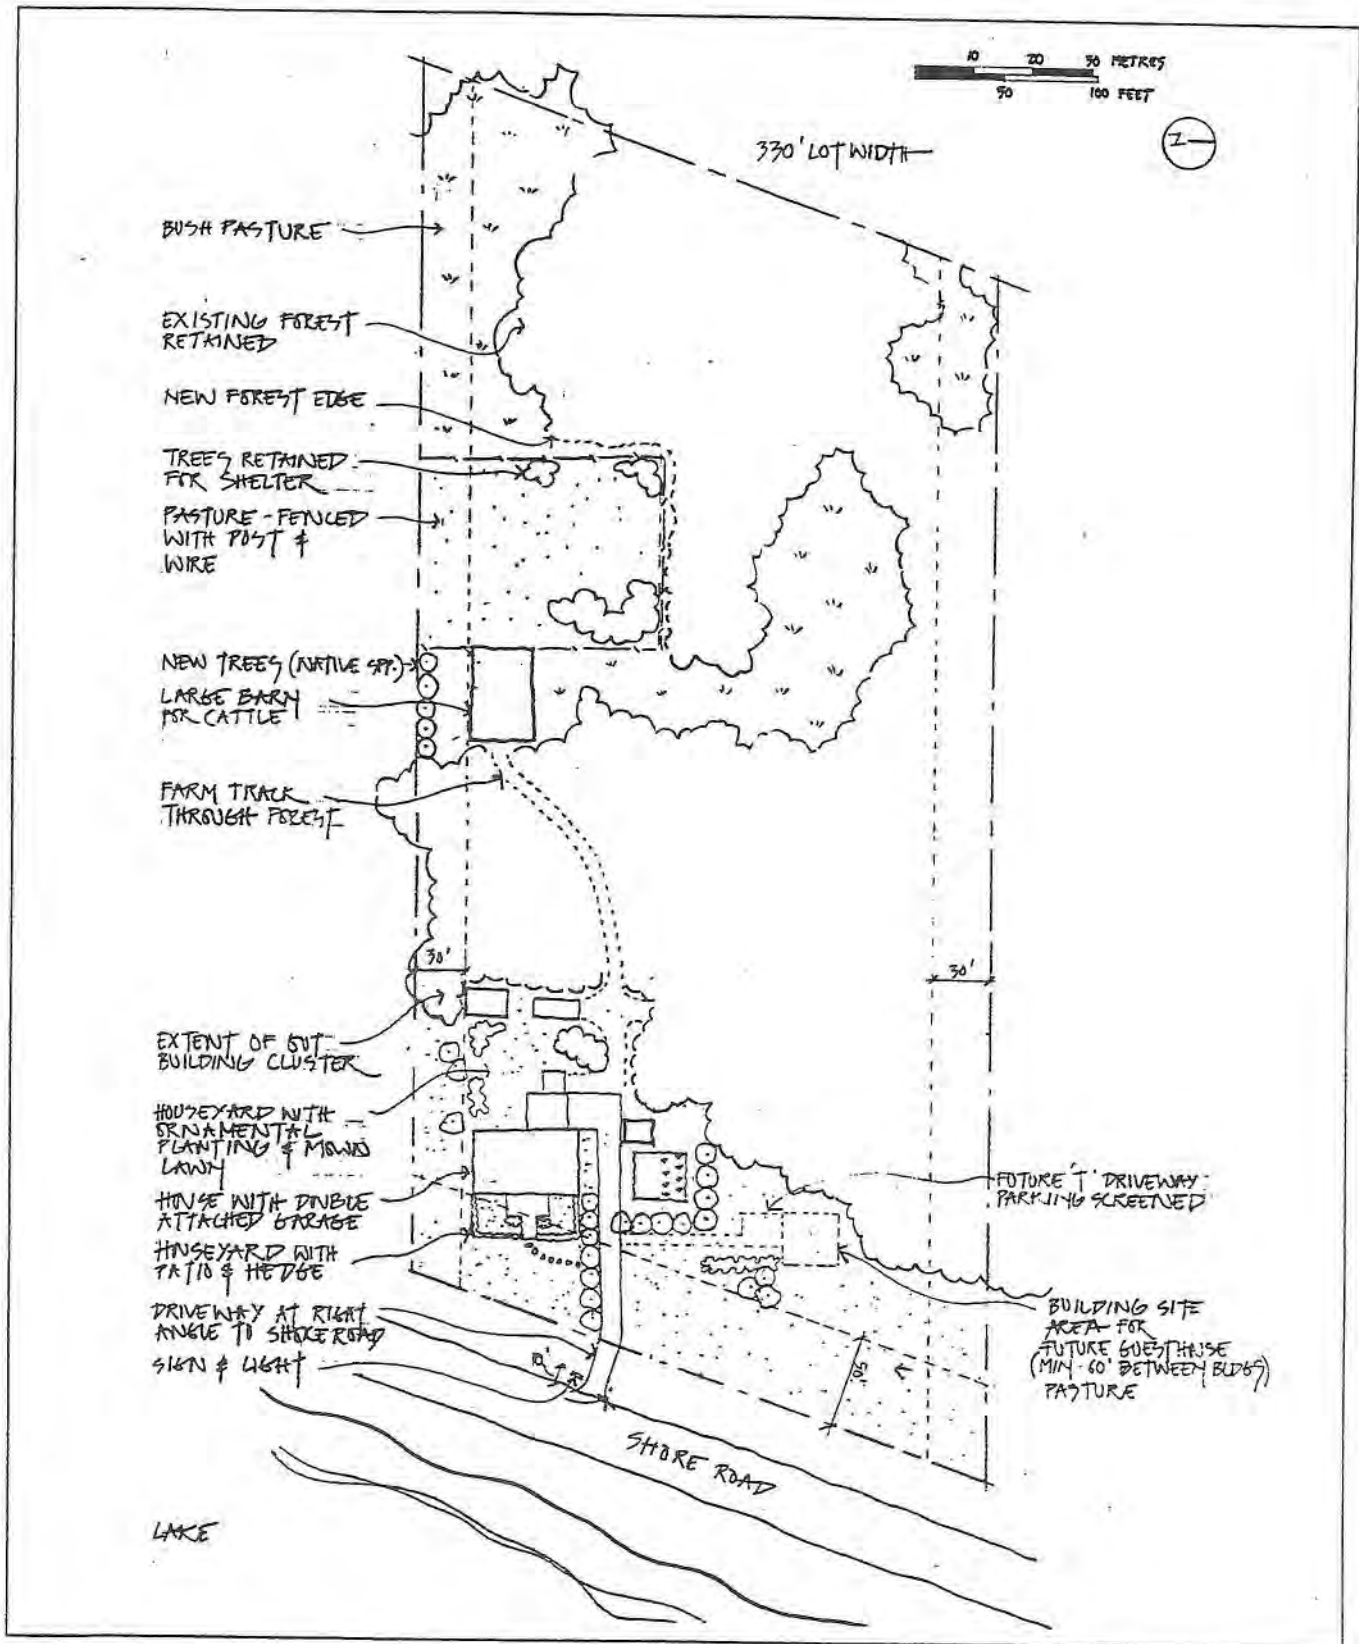 10 20 30 METRES
50 100 FEET
330' LOT WIDTH
BUSH PASTURE
EXISTING FOREST
RETAINED
NEW FOREST EDGE
TREES RETAINED
FOR SHELTER
PASTURE - FENCED
WITH POST &
WIRE
NEW TREES (NATIVE SPP.)
LARGE BARN
FOR CATTLE
FARM TRACK
THROUGH FOREST
30'
30'
EXTENT OF OUT
BUILDING CLUSTER
HOUSEYARD WITH
ORNAMENTAL
PLANTING & MOWN
LAWN
HOUSE WITH DOUBLE
ATTACHED GARAGE
HOUSEYARD WITH
PATIO & HEDGE
DRIVEWAY AT RIGHT
ANGLE TO SHORE ROAD
SIGN & LIGHT
FUTURE 'T' DRIVEWAY
PARKING SCREENED
BUILDING SITE
AREA FOR
FUTURE GUESTHOUSE
(MIN. 60' BETWEEN BLDGS)
PASTURE
50'
SHORE ROAD
LAKE